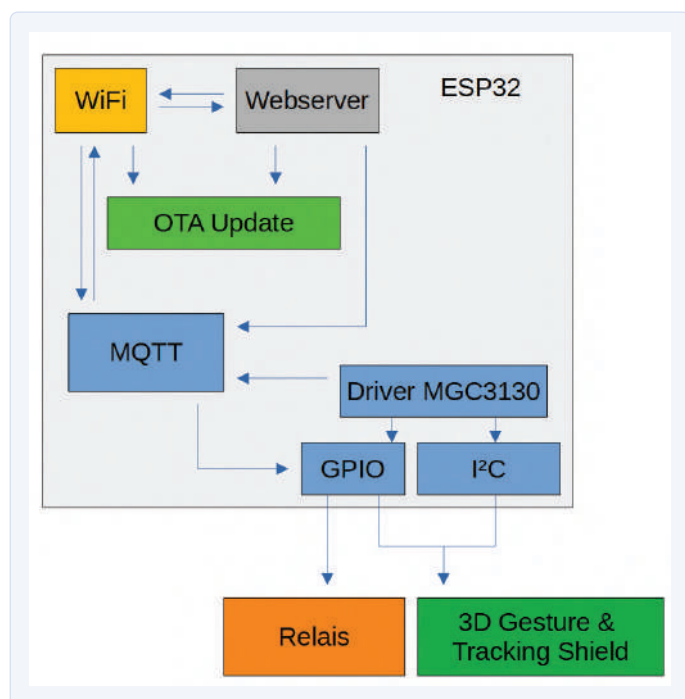 ESP32
WiFi
Webserver
OTA Update
MQTT
Driver MGC3130
GPIO
I²C
Relais
3D Gesture &
Tracking Shield